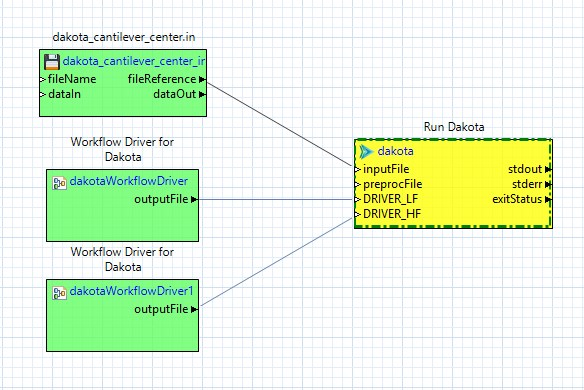 dakota_cantilever_center.in
dakota_cantilever_center_ir
fileName fileReference
dataIn dataOut
Workflow Driver for
Dakota
dakotaWorkflowDriver
outputFile
Workflow Driver for
Dakota
dakotaWorkflowDriver1
outputFile
Run Dakota
dakota
inputFile stdout
preprocFile stderr
DRIVER_LF exitStatus
DRIVER_HF